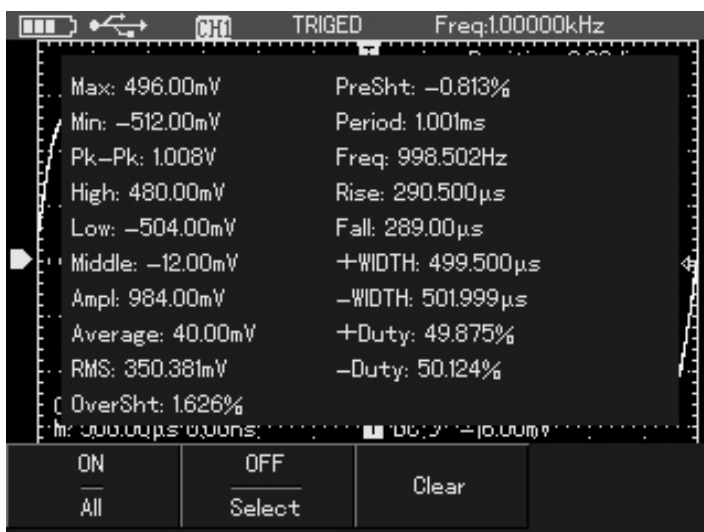 CH1 TRIGED Freq:1.00000kHz
Max: 496.00mV PreSht: -0.813%
Min: -512.00mV Period: 1.001ms
Pk-Pk: 1.008V Freq: 998.502Hz
High: 480.00mV Rise: 290.500μs
Low: -504.00mV Fall: 289.00μs
Middle: -12.00mV +WIDTH: 499.500μs
Ampl: 984.00mV -WIDTH: 501.999μs
Average: 40.00mV +Duty: 49.875%
RMS: 350.381mV -Duty: 50.124%
OverSht: 1.626%
ON OFF Clear
All Select